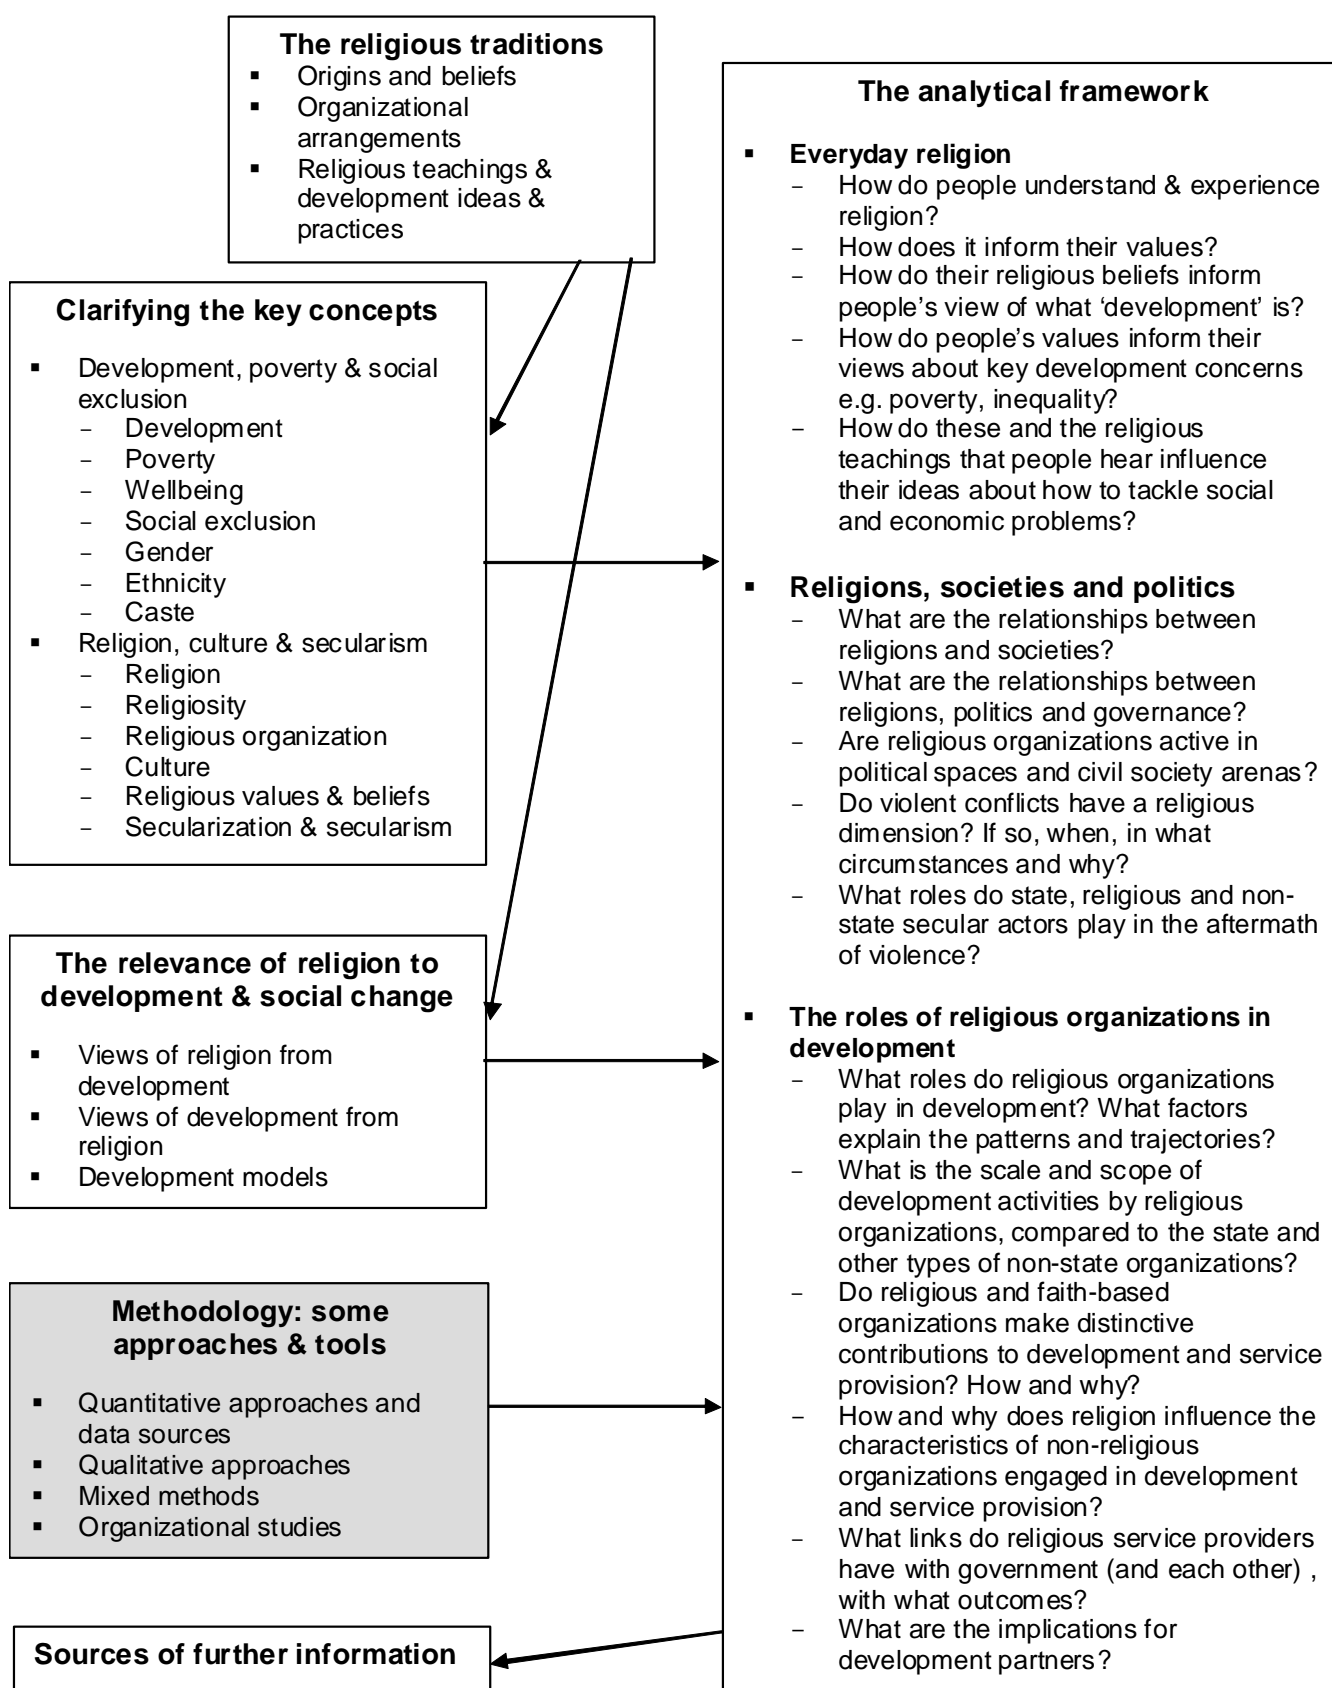 The religious traditions
▪ Origins and beliefs
▪ Organizational
arrangements
▪ Religious teachings &
development ideas &
practices
Clarifying the key concepts
▪ Development, poverty & social
exclusion
– Development
– Poverty
– Wellbeing
– Social exclusion
– Gender
– Ethnicity
– Caste
▪ Religion, culture & secularism
– Religion
– Religiosity
– Religious organization
– Culture
– Religious values & beliefs
– Secularization & secularism
The relevance of religion to
development & social change
▪ Views of religion from
development
▪ Views of development from
religion
▪ Development models
Methodology: some
approaches & tools
▪ Quantitative approaches and
data sources
▪ Qualitative approaches
▪ Mixed methods
▪ Organizational studies
Sources of further information
The analytical framework
▪ Everyday religion
– How do people understand & experience
religion?
– How does it inform their values?
– How do their religious beliefs inform
people’s view of what ‘development’ is?
– How do people’s values inform their
views about key development concerns
e.g. poverty, inequality?
– How do these and the religious
teachings that people hear influence
their ideas about how to tackle social
and economic problems?
▪ Religions, societies and politics
– What are the relationships between
religions and societies?
– What are the relationships between
religions, politics and governance?
– Are religious organizations active in
political spaces and civil society arenas?
– Do violent conflicts have a religious
dimension? If so, when, in what
circumstances and why?
– What roles do state, religious and non-
state secular actors play in the aftermath
of violence?
▪ The roles of religious organizations in
development
– What roles do religious organizations
play in development? What factors
explain the patterns and trajectories?
– What is the scale and scope of
development activities by religious
organizations, compared to the state and
other types of non-state organizations?
– Do religious and faith-based
organizations make distinctive
contributions to development and service
provision? How and why?
– How and why does religion influence the
characteristics of non-religious
organizations engaged in development
and service provision?
– What links do religious service providers
have with government (and each other) ,
with what outcomes?
– What are the implications for
development partners?